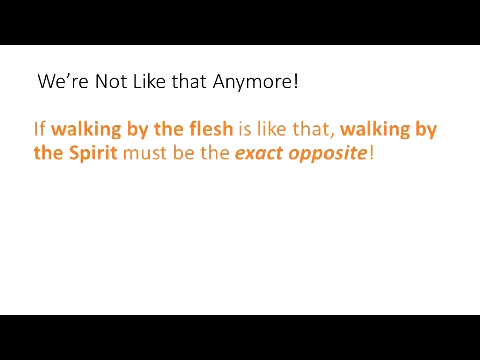 We're Not Like that Anymore!
If walking by the flesh is like that, walking by
the Spirit must be the exact opposite!